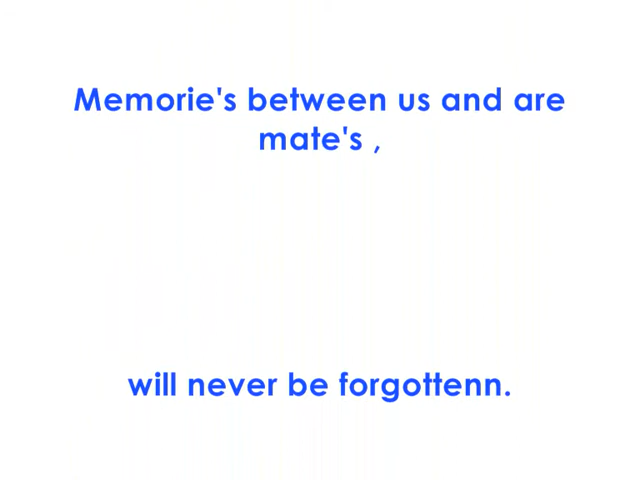 Memorie's between us and are
mate's ,
will never be forgottenn.